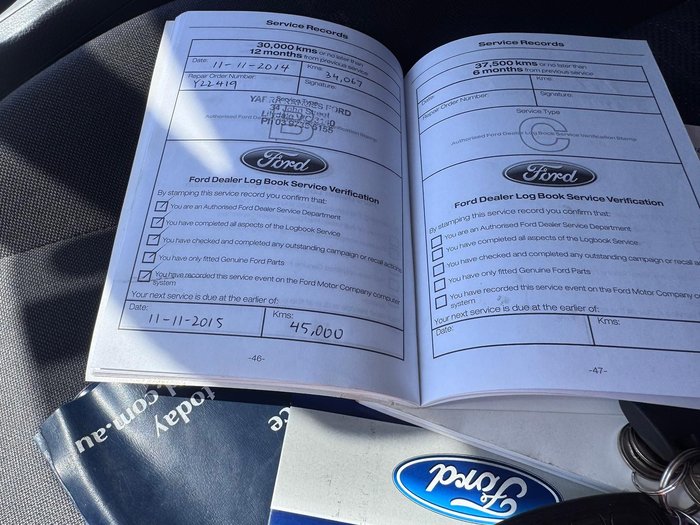 Service Records
30,000 kms or no later than
12 months from previous service
Date: 11-11-2014
Kms: 34,067
Repair Order Number: Y22419
Signature:
Service Type
B
Authorised Ford Dealer Log Book Service Verification Stamp
Ford
Ford Dealer Log Book Service Verification
By stamping this service record you confirm that:
You are an Authorised Ford Dealer Service Department
You have completed all aspects of the Logbook Service
You have checked and completed any outstanding campaign or recall actions
You have only fitted Genuine Ford Parts
You have recorded this service event on the Ford Motor Company computer
system
Your next service is due at the earlier of:
Date: 11-11-2015
Kms: 45,000
-46-
Service Records
37,500 kms or no later than
6 months from previous service
Date:
Kms:
Repair Order Number:
Signature:
Service Type
C
Authorised Ford Dealer Log Book Service Verification Stamp
Ford
Ford Dealer Log Book Service Verification
By stamping this service record you confirm that:
You are an Authorised Ford Dealer Service Department
You have completed all aspects of the Logbook Service
You have checked and completed any outstanding campaign or recall
You have only fitted Genuine Ford Parts
You have recorded this service event on the Ford Motor Company
system
Your next service is due at the earlier of:
Date:
Kms:
-47-
today
.com.au
Ford